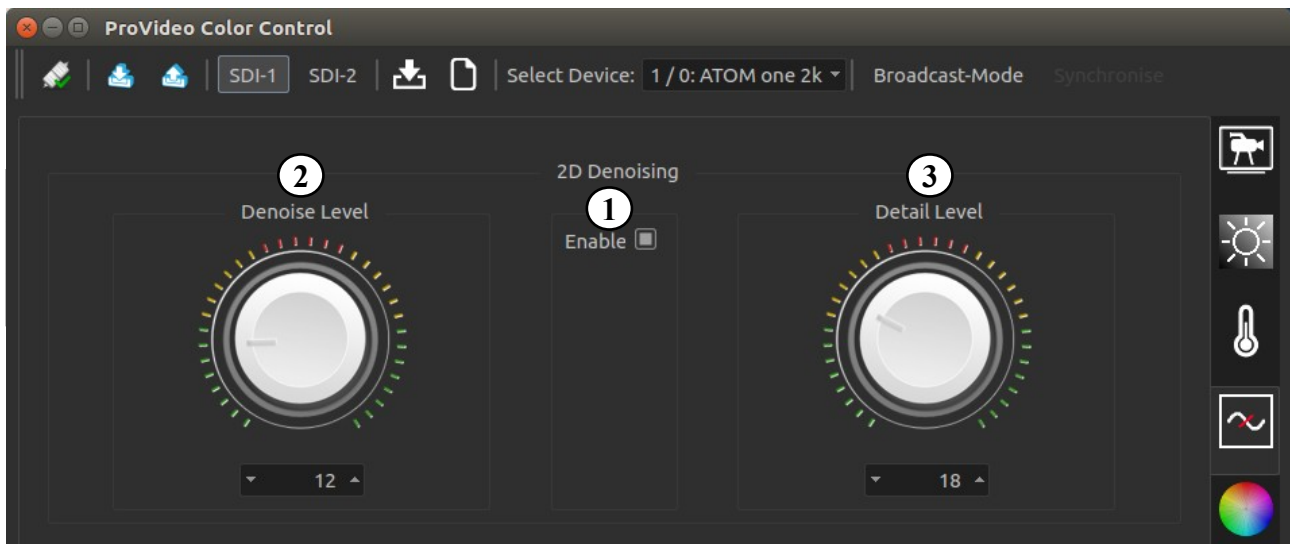 ProVideo Color Control
SDI-1 SDI-2 Select Device: 1 / 0: ATOM one 2k Broadcast-Mode Synchronise
2D Denoising
2 1 3
Denoise Level Enable Detail Level
12 18